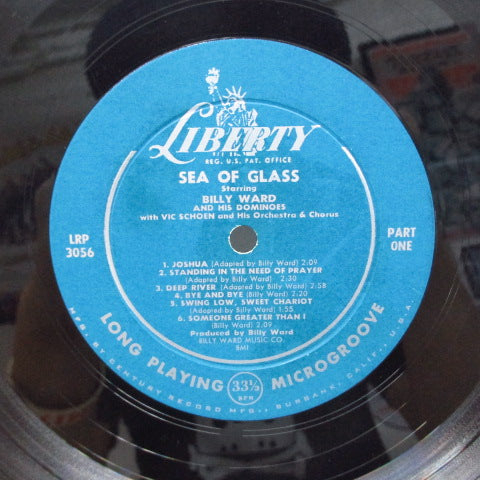 LIBERTY
REG. U.S. PAT. OFFICE
SEA OF GLASS
Starring
BILLY WARD
AND HIS DOMINOES
with VIC SCHOEN and His Orchestra & Chorus
LRP
3056
PART
ONE
1. JOSHUA (Adapted by Billy Ward) 2:09
2. STANDING IN THE NEED OF PRAYER
(Adapted by Billy Ward) 2:30
3. DEEP RIVER (Adapted by Billy Ward) 2:58
4. BYE AND BYE (Billy Ward) 2:20
5. SWING LOW, SWEET CHARIOT
(Adapted by Billy Ward) 1:55
6. SOMEONE GREATER THAN I
(Billy Ward) 2:09
Produced by Billy Ward
BILLY WARD MUSIC CO.
BMI
LONG PLAYING 33⅓ RPM MICROGROOVE
MFG. BY CENTURY RECORD MFG., BURBANK, CALIF., U.S.A.